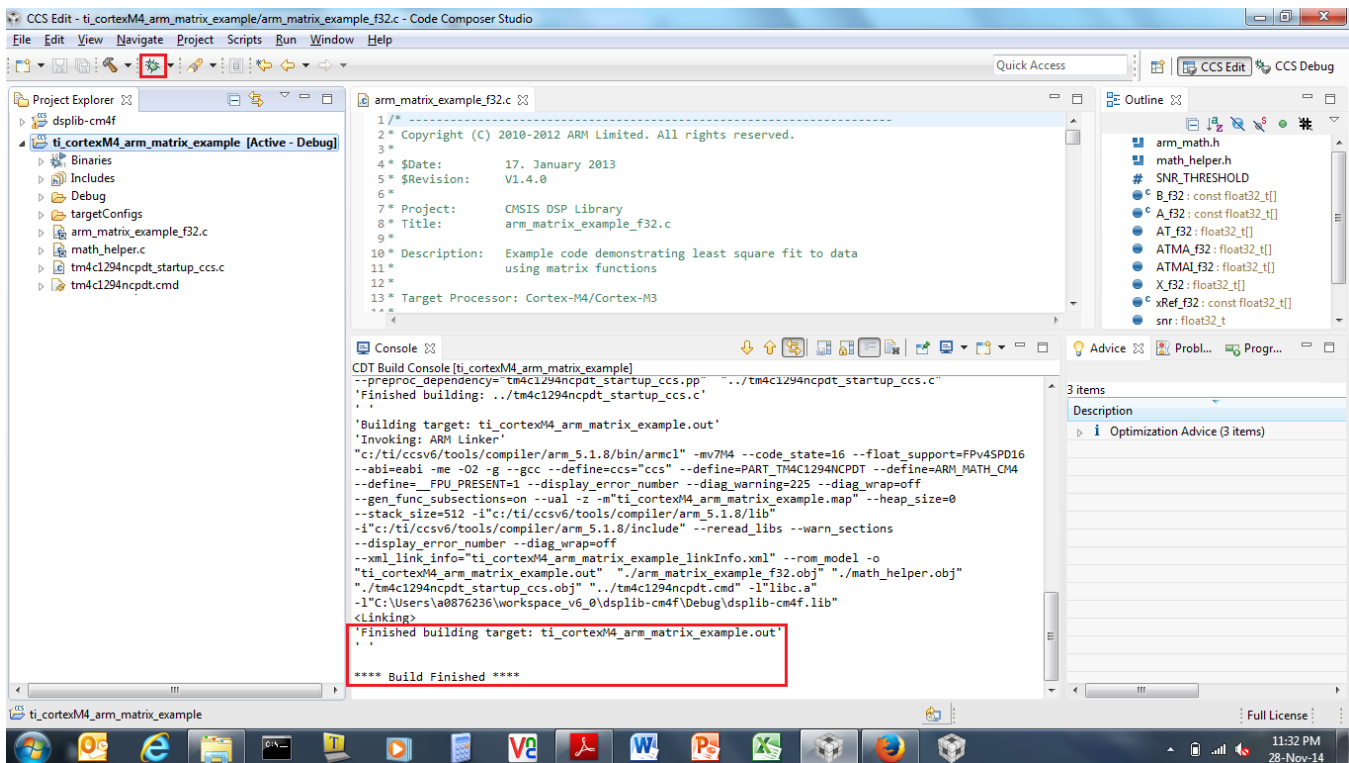 CCS Edit - ti_cortexM4_arm_matrix_example/arm_matrix_example_f32.c - Code Composer Studio
File Edit View Navigate Project Scripts Run Window Help
Quick Access
CCS Edit
CCS Debug
Project Explorer
dsplib-cm4f
ti_cortexM4_arm_matrix_example [Active - Debug]
Binaries
Includes
Debug
targetConfigs
arm_matrix_example_f32.c
math_helper.c
tm4c1294ncpdt_startup_ccs.c
tm4c1294ncpdt.cmd
arm_matrix_example_f32.c
1 /* ----------------------------------------------------------------------
2 * Copyright (C) 2010-2012 ARM Limited. All rights reserved.
3 *
4 * $Date: 17. January 2013
5 * $Revision: V1.4.0
6 *
7 * Project: CMSIS DSP Library
8 * Title: arm_matrix_example_f32.c
9 *
10 * Description: Example code demonstrating least square fit to data
11 * using matrix functions
12 *
13 * Target Processor: Cortex-M4/Cortex-M3
14 *
Outline
arm_math.h
math_helper.h
# SNR_THRESHOLD
B_f32 : const float32_t[]
A_f32 : const float32_t[]
AT_f32 : float32_t[]
ATMA_f32 : float32_t[]
ATMAI_f32 : float32_t[]
X_f32 : float32_t[]
xRef_f32 : const float32_t[]
snr : float32_t
Console
CDT Build Console [ti_cortexM4_arm_matrix_example]
--preproc_dependency="tm4c1294ncpdt_startup_ccs.pp" "../tm4c1294ncpdt_startup_ccs.c"
'Finished building: ../tm4c1294ncpdt_startup_ccs.c'
' '
'Building target: ti_cortexM4_arm_matrix_example.out'
'Invoking: ARM Linker'
"c:/ti/ccsv6/tools/compiler/arm_5.1.8/bin/armcl" -mv7M4 --code_state=16 --float_support=FPv4SPD16
--abi=eabi -me -O2 -g --gcc --define=ccs="ccs" --define=PART_TM4C1294NCPDT --define=ARM_MATH_CM4
--define=__FPU_PRESENT=1 --display_error_number --diag_warning=225 --diag_wrap=off
--gen_func_subsections=on --ual -z -m"ti_cortexM4_arm_matrix_example.map" --heap_size=0
--stack_size=512 -i"c:/ti/ccsv6/tools/compiler/arm_5.1.8/lib"
-i"c:/ti/ccsv6/tools/compiler/arm_5.1.8/include" --reread_libs --warn_sections
--display_error_number --diag_wrap=off
--xml_link_info="ti_cortexM4_arm_matrix_example_linkInfo.xml" --rom_model -o
"ti_cortexM4_arm_matrix_example.out" "./arm_matrix_example_f32.obj" "./math_helper.obj"
"./tm4c1294ncpdt_startup_ccs.obj" "../tm4c1294ncpdt.cmd" -l"libc.a"
-l"C:\Users\a0876236\workspace_v6_0\dsplib-cm4f\Debug\dsplib-cm4f.lib"
<Linking>
'Finished building target: ti_cortexM4_arm_matrix_example.out'
' '
**** Build Finished ****
Advice
Probl...
Progr...
3 items
Description
i Optimization Advice (3 items)
ti_cortexM4_arm_matrix_example
Full License
11:32 PM
28-Nov-14